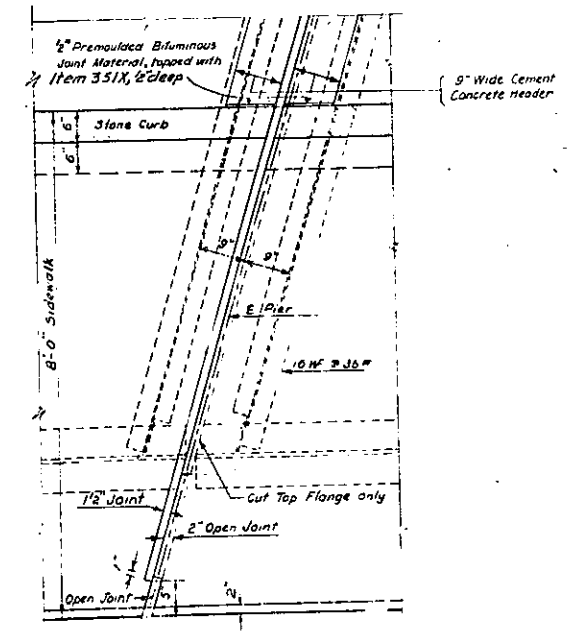 ½" Premoulded Bituminous
Joint Material, topped with
Item 351X, ½" deep
9" Wide Cement
Concrete Header
6"
Stone Curb
6"
8'-0" Sidewalk
9"
9"
℄ Pier
16 WF @ 36#
Cut Top Flange only
1½" Joint
2" Open Joint
1"
Open Joint
5"